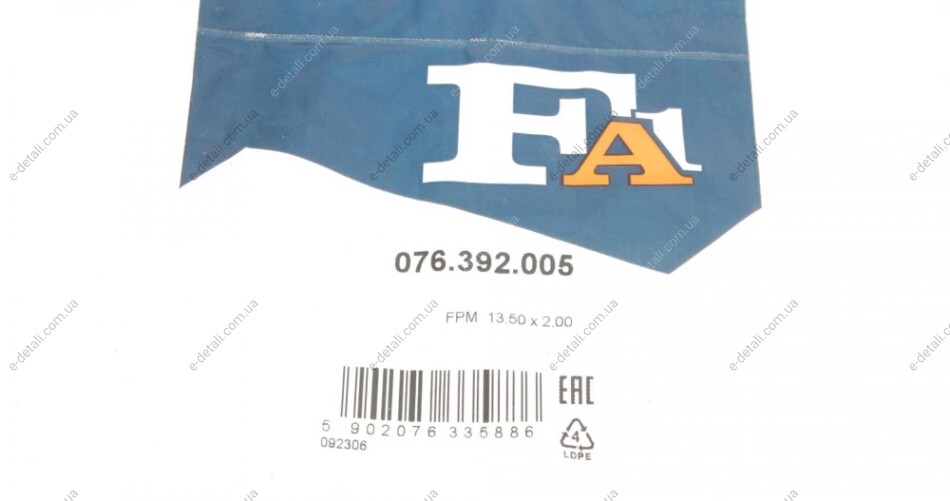 FA1
076.392.005
FPM 13,50 x 2,00
5 902076 335886
092306
EAC
4
LDPE
e-detali.com.ua